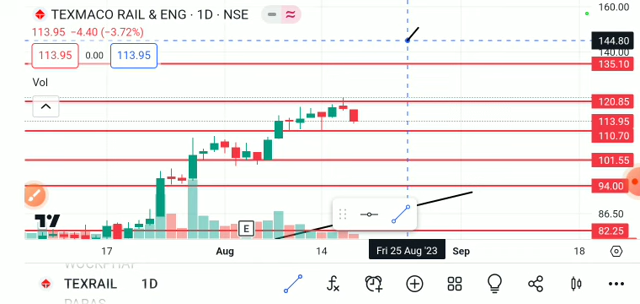 TEXMACO RAIL & ENG · 1D · NSE
113.95 −4.40 (−3.72%)
113.95 0.00 113.95
Vol
160.00
144.80
140.00
135.10
120.85
113.95
110.70
101.55
94.00
86.50
82.25
E
17 Aug 14 Fri 25 Aug '23 Sep 18
TEXRAIL 1D